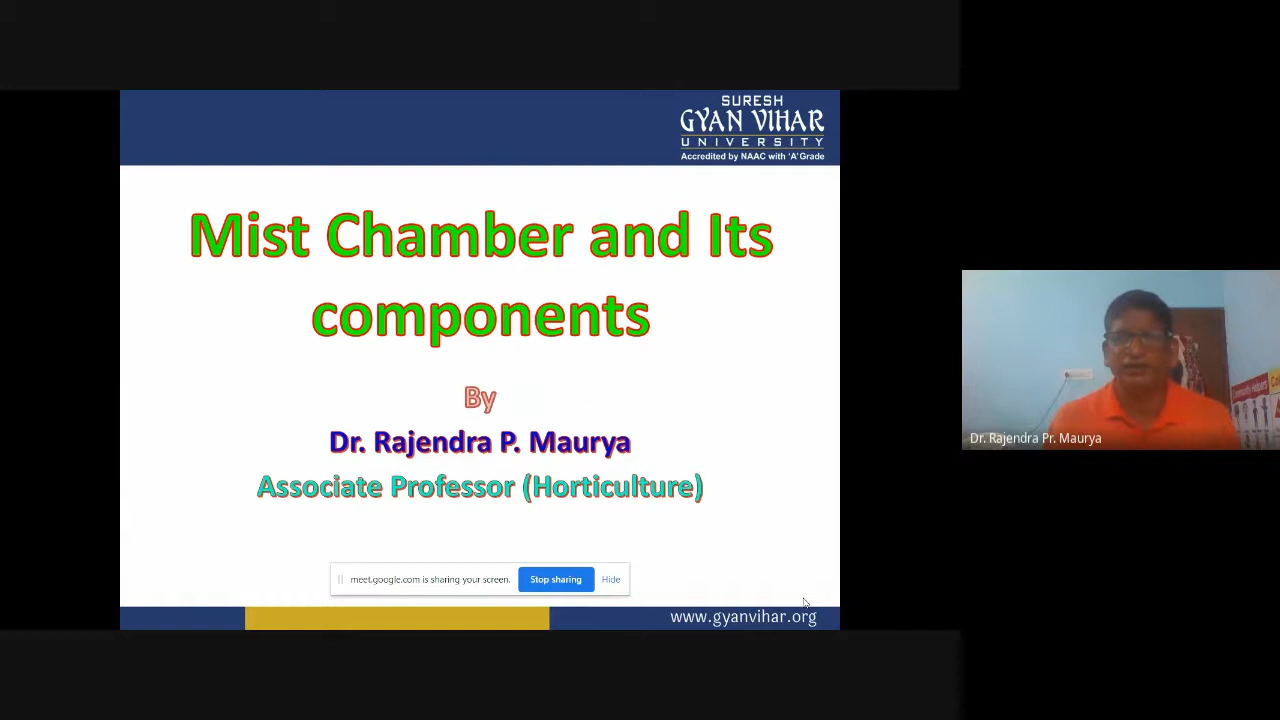 SURESH
GYAN VIHAR
UNIVERSITY
Accredited by NAAC with 'A' Grade
Mist Chamber and Its
components
By
Dr. Rajendra P. Maurya
Associate Professor (Horticulture)
meet.google.com is sharing your screen. Stop sharing Hide
www.gyanvihar.org
Community Helpers
Dr. Rajendra Pr. Maurya